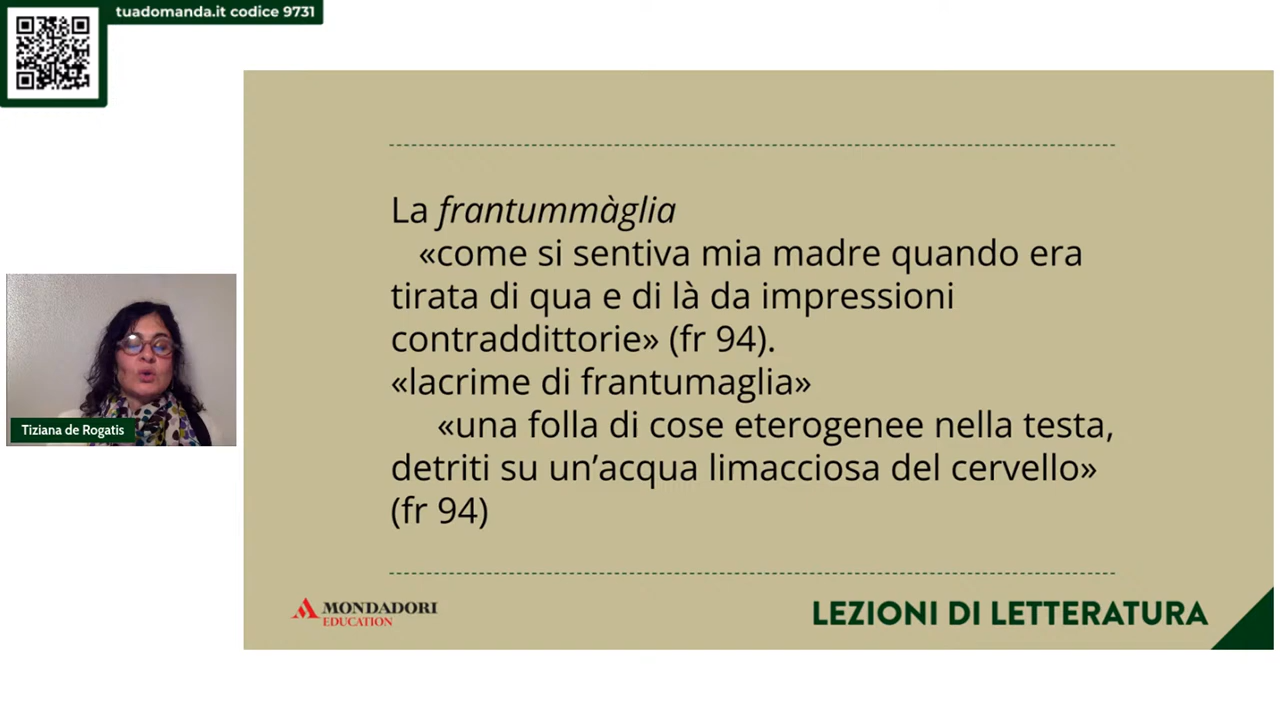 tuadomanda.it codice 9731
La frantummàglia
«come si sentiva mia madre quando era
tirata di qua e di là da impressioni
contraddittorie» (fr 94).
«lacrime di frantumaglia»
«una folla di cose eterogenee nella testa,
detriti su un’acqua limacciosa del cervello»
(fr 94)
Tiziana de Rogatis
MONDADORI
EDUCATION
LEZIONI DI LETTERATURA